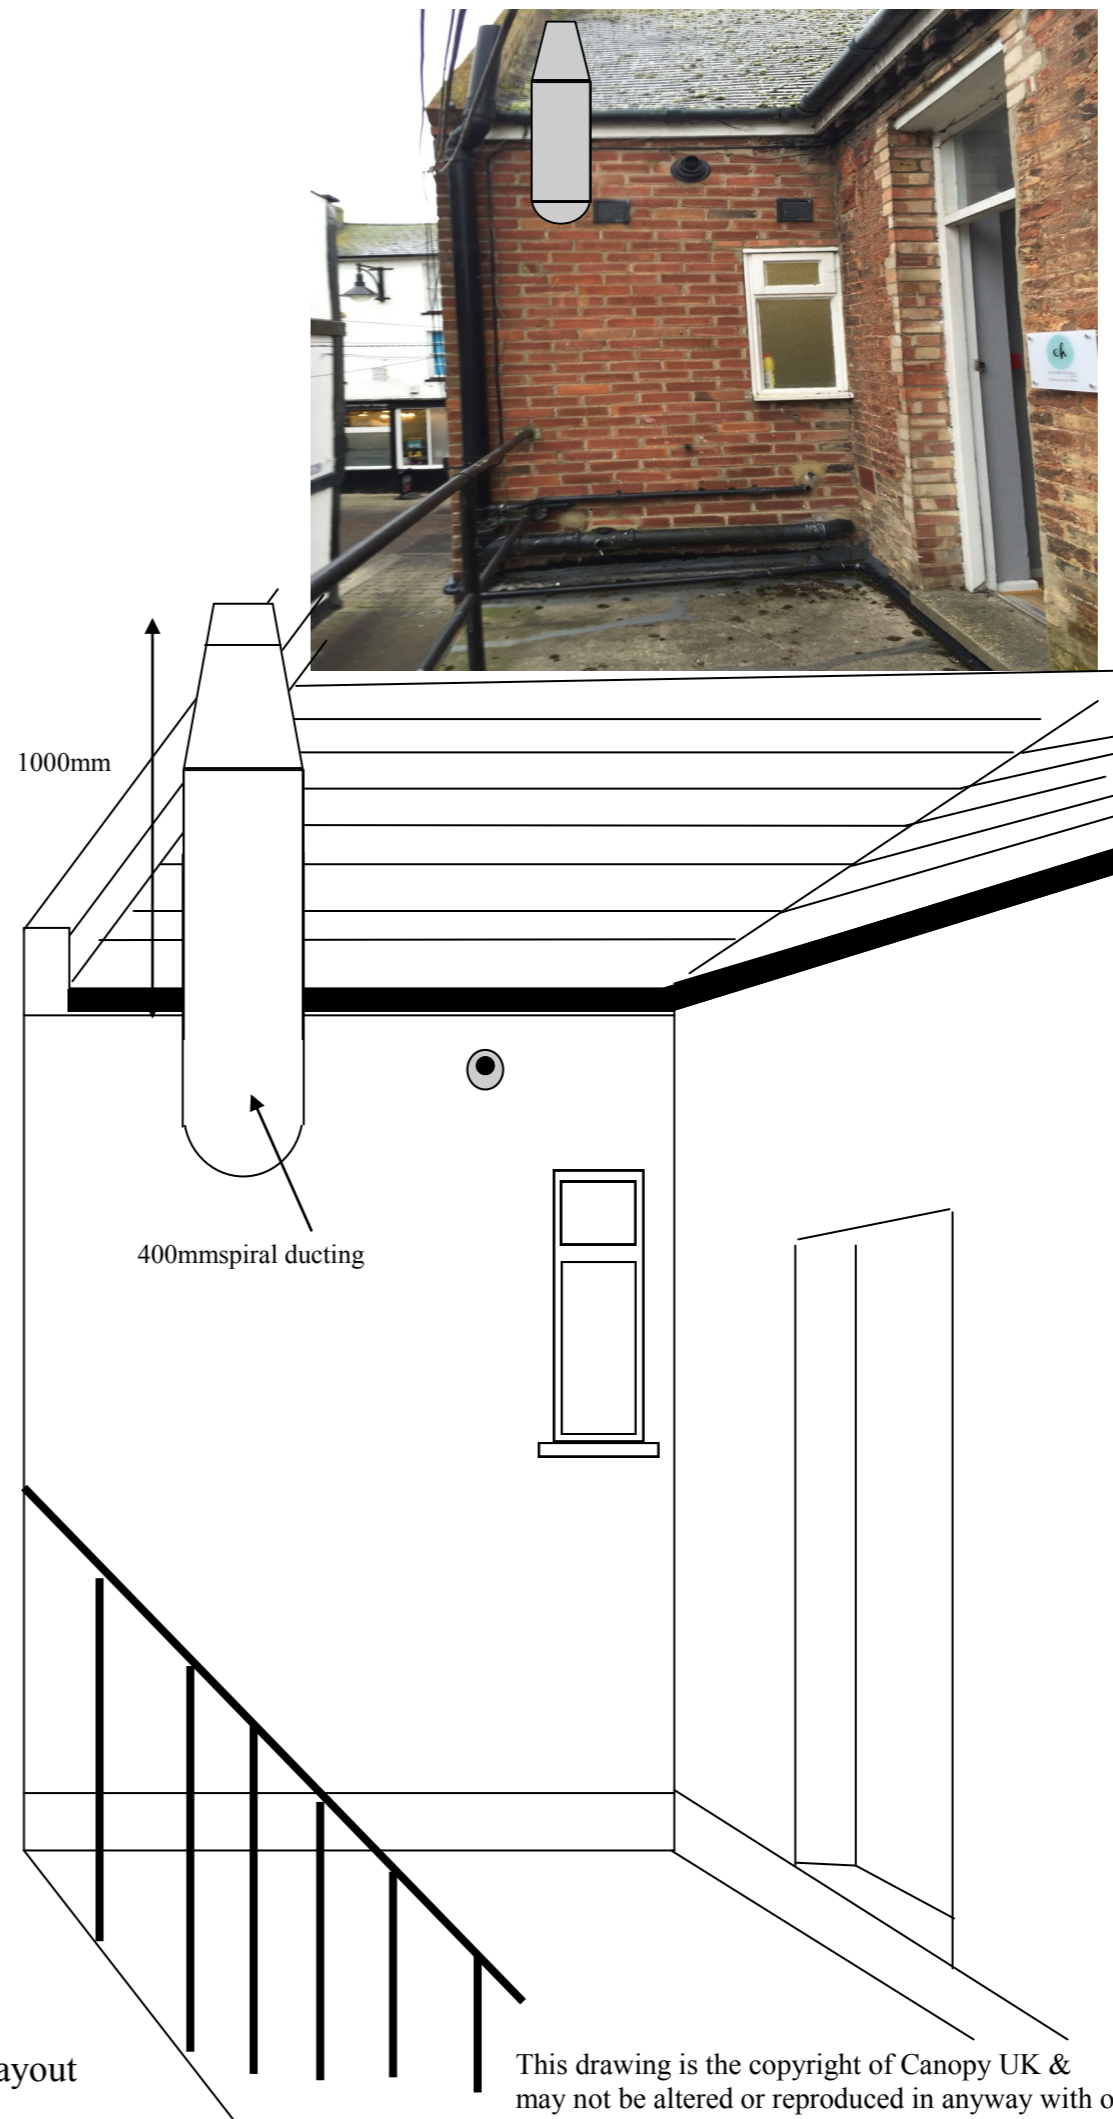 ch
1000mm
400mmspiral ducting
ayout
This drawing is the copyright of Canopy UK &
may not be altered or reproduced in anyway with o